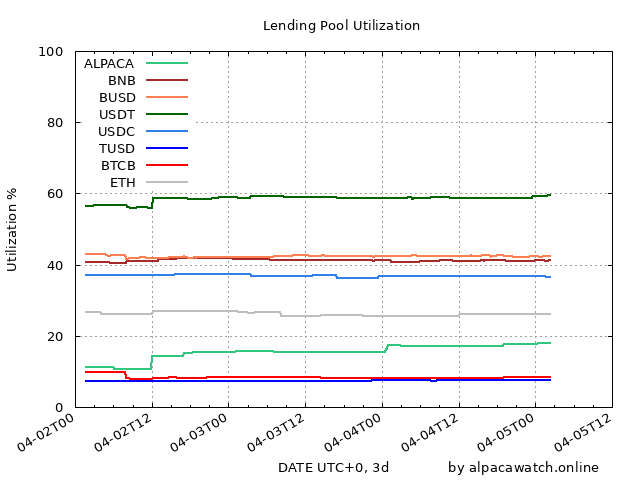 Lending Pool Utilization
Utilization %
100
80
60
40
20
0
ALPACA
BNB
BUSD
USDT
USDC
TUSD
BTCB
ETH
04-02T00
04-02T12
04-03T00
04-03T12
04-04T00
04-04T12
04-05T00
04-05T12
DATE UTC+0, 3d
by alpacawatch.online